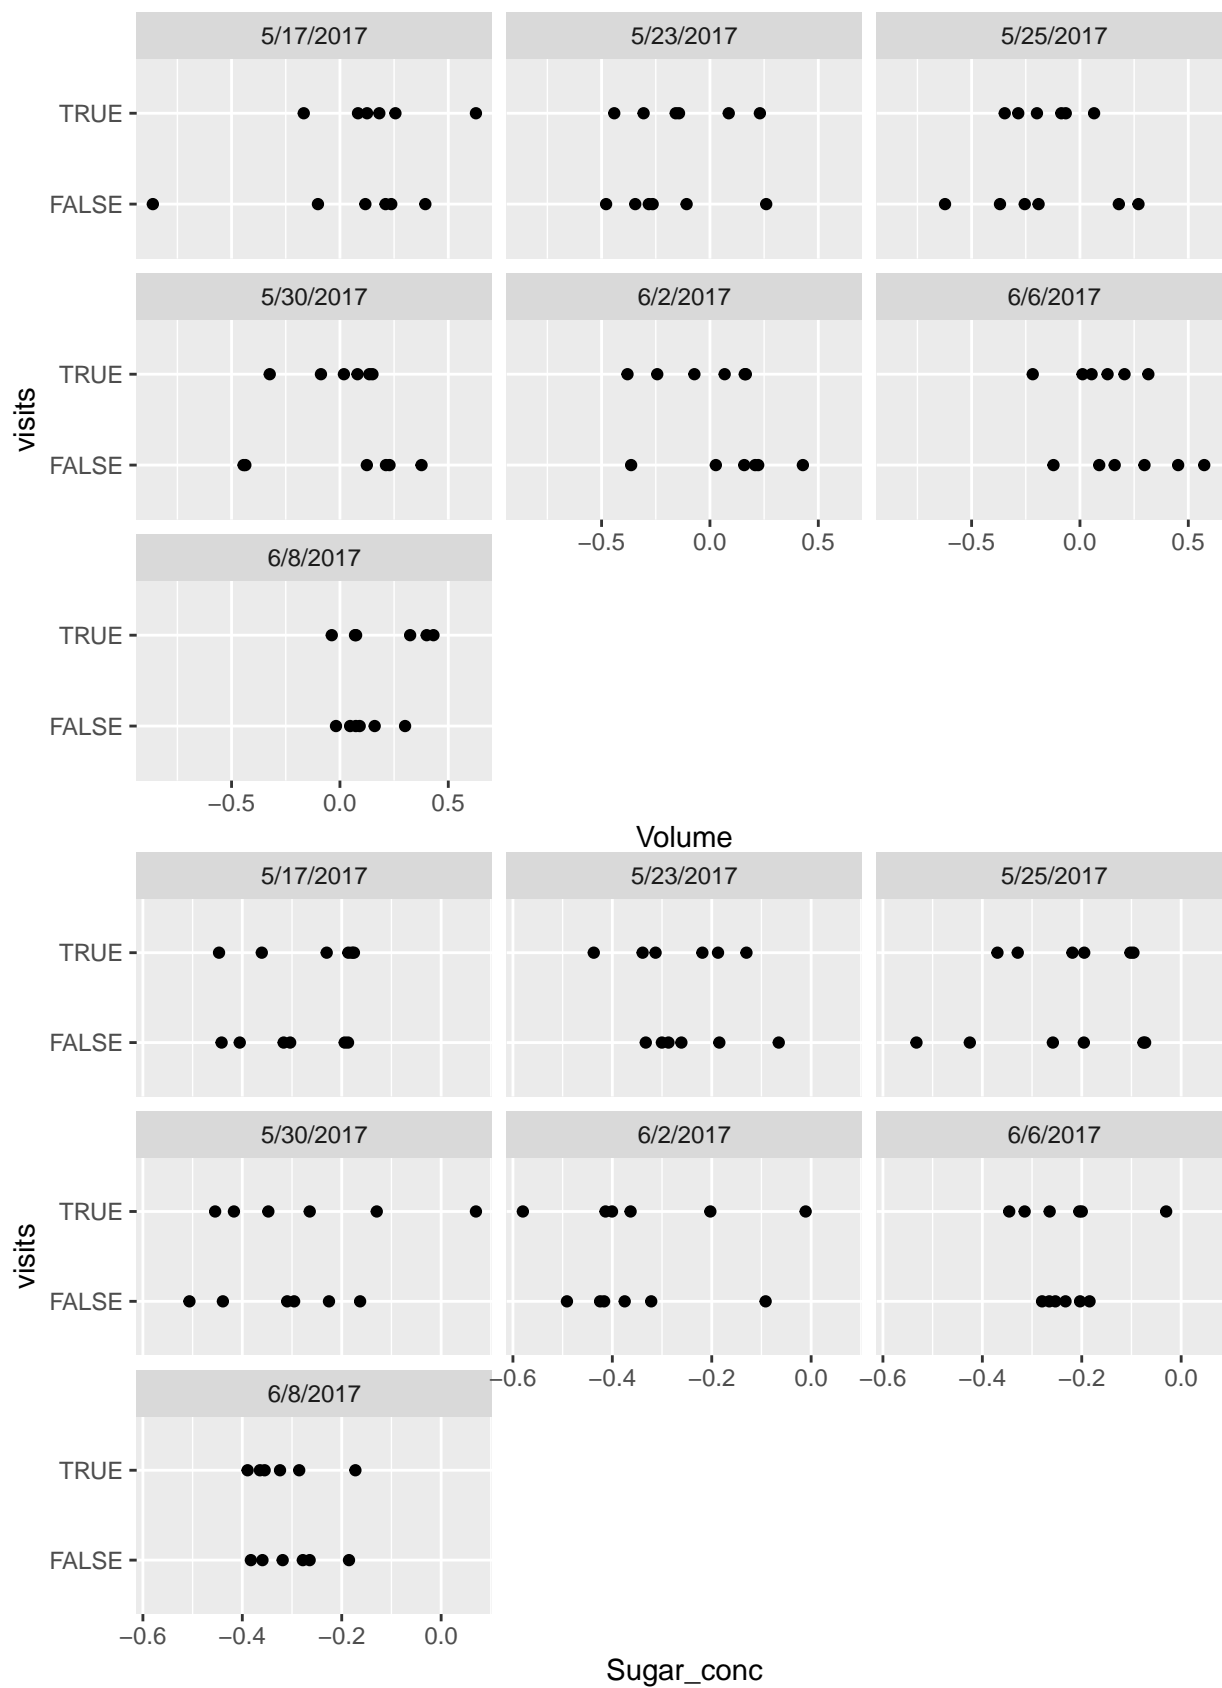 5/17/2017 5/23/2017 5/25/2017
TRUE
FALSE
5/30/2017 6/2/2017 6/6/2017
TRUE
FALSE
visits
−0.5 0.0 0.5 −0.5 0.0 0.5
6/8/2017
TRUE
FALSE
−0.5 0.0 0.5
Volume
5/17/2017 5/23/2017 5/25/2017
TRUE
FALSE
5/30/2017 6/2/2017 6/6/2017
TRUE
FALSE
visits
−0.6 −0.4 −0.2 0.0 −0.6 −0.4 −0.2 0.0
6/8/2017
TRUE
FALSE
−0.6 −0.4 −0.2 0.0
Sugar_conc